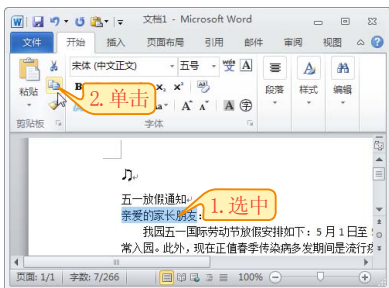 文档1 - Microsoft Word
文件 开始 插入 页面布局 引用 邮件 审阅 视图
宋体 (中文正文) 五号 wén 文 A
粘贴 B x₂ x² 段落 样式 编辑
2. 单击
Aa A A A 字
剪贴板 字体
五一放假通知
亲爱的家长朋友:
1. 选中
我园五一国际劳动节放假安排如下:5 月 1 日至
常入园。此外,现在正值春季传染病多发期间是流行
页面: 1/1 字数: 7/266 100%